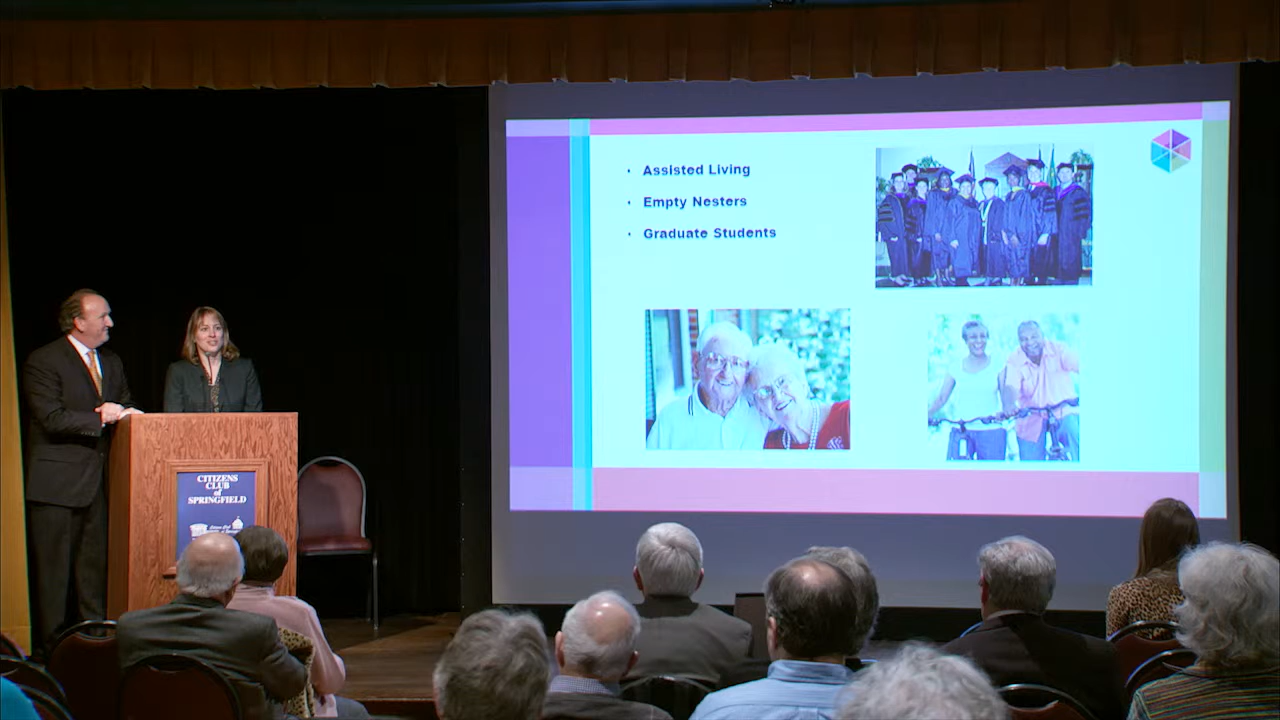 · Assisted Living
· Empty Nesters
· Graduate Students
CITIZENS
CLUB
of
SPRINGFIELD